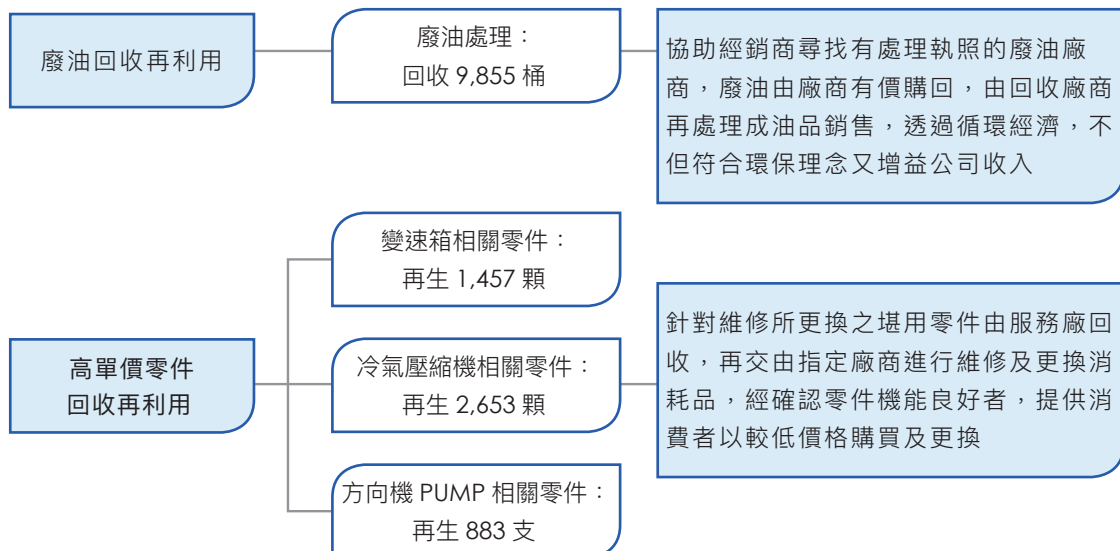 廢油回收再利用
廢油處理：
回收 9,855 桶
協助經銷商尋找有處理執照的廢油廠
商，廢油由廠商有價購回，由回收廠商
再處理成油品銷售，透過循環經濟，不
但符合環保理念又增益公司收入
高單價零件
回收再利用
變速箱相關零件：
再生 1,457 顆
冷氣壓縮機相關零件：
再生 2,653 顆
方向機 PUMP 相關零件：
再生 883 支
針對維修所更換之堪用零件由服務廠回
收，再交由指定廠商進行維修及更換消
耗品，經確認零件機能良好者，提供消
費者以較低價格購買及更換